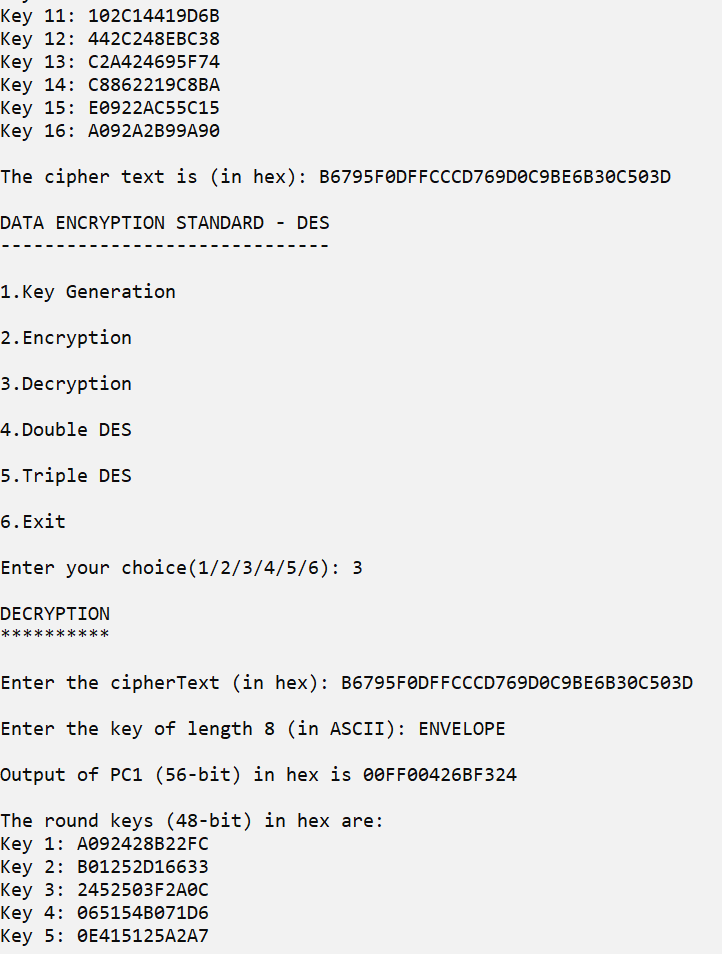 Key 11: 102C14419D6B
Key 12: 442C248EBC38
Key 13: C2A424695F74
Key 14: C8862219C8BA
Key 15: E0922AC55C15
Key 16: A092A2B99A90
The cipher text is (in hex): B6795F0DFFCCCD769D0C9BE6B30C503D
DATA ENCRYPTION STANDARD - DES
------------------------------
1.Key Generation
2.Encryption
3.Decryption
4.Double DES
5.Triple DES
6.Exit
Enter your choice(1/2/3/4/5/6): 3
DECRYPTION
**********
Enter the cipherText (in hex): B6795F0DFFCCCD769D0C9BE6B30C503D
Enter the key of length 8 (in ASCII): ENVELOPE
Output of PC1 (56-bit) in hex is 00FF00426BF324
The round keys (48-bit) in hex are:
Key 1: A092428B22FC
Key 2: B01252D16633
Key 3: 2452503F2A0C
Key 4: 065154B071D6
Key 5: 0E415125A2A7